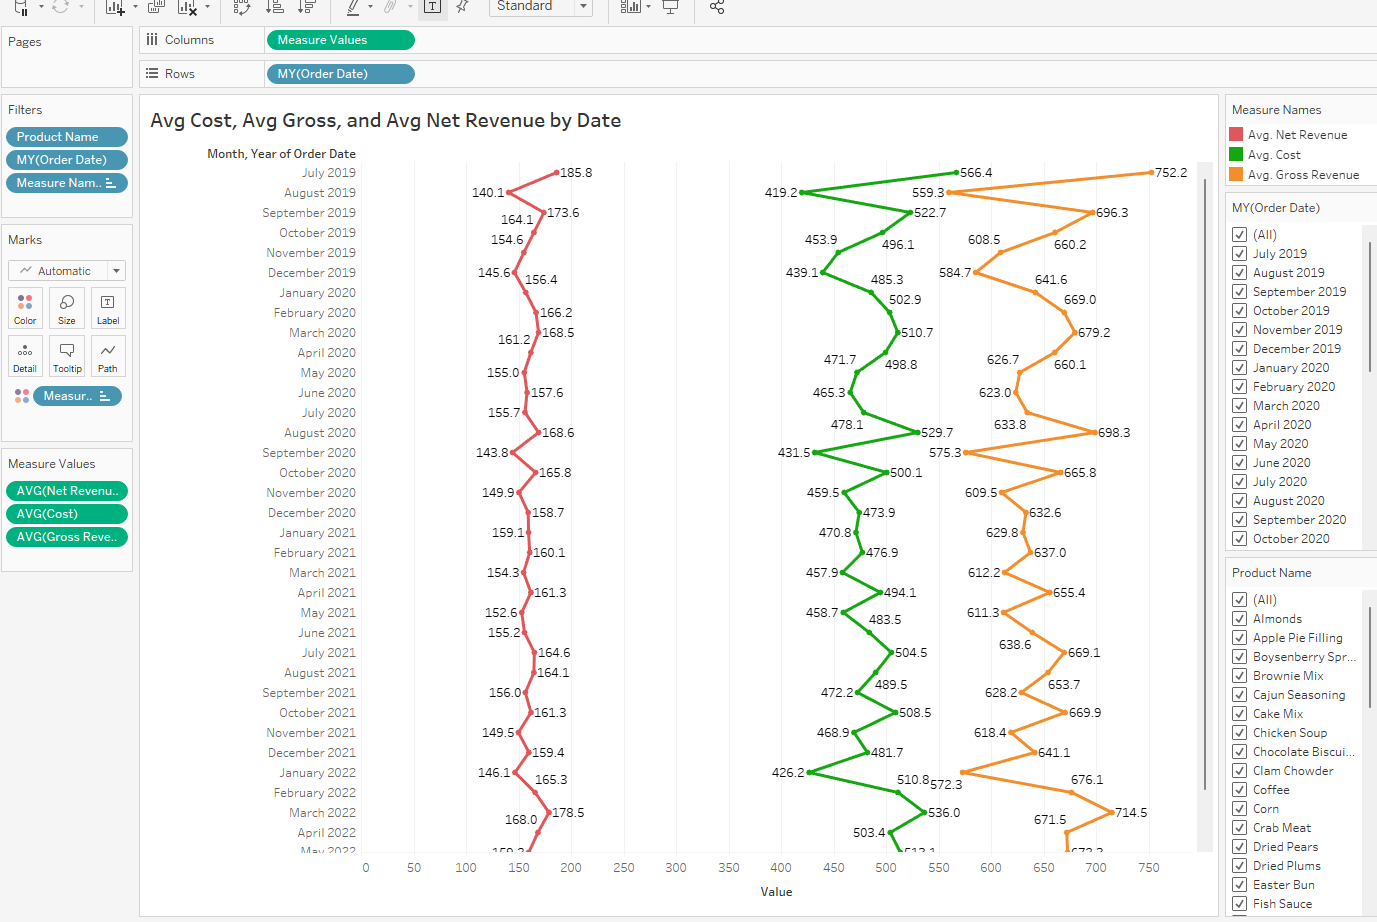 Standard
Pages
Columns
Measure Values
Rows
MY(Order Date)
Filters
Product Name
MY(Order Date)
Measure Nam..
Marks
Automatic
Color
Size
Label
Detail
Tooltip
Path
Measur..
Measure Values
AVG(Net Revenu..
AVG(Cost)
AVG(Gross Reve..
Avg Cost, Avg Gross, and Avg Net Revenue by Date
Month, Year of Order Date
July 2019 185.8 566.4 752.2
August 2019 140.1 419.2 559.3
September 2019 173.6 522.7 696.3
October 2019 164.1 496.1 660.2
November 2019 154.6 453.9 608.5
December 2019 145.6 439.1 584.7
January 2020 156.4 485.3 641.6
February 2020 166.2 502.9 669.0
March 2020 168.5 510.7 679.2
April 2020 161.2 498.8 660.1
May 2020 155.0 471.7 626.7
June 2020 157.6 465.3 623.0
July 2020 155.7 478.1 633.8
August 2020 168.6 529.7 698.3
September 2020 143.8 431.5 575.3
October 2020 165.8 500.1 665.8
November 2020 149.9 459.5 609.5
December 2020 158.7 473.9 632.6
January 2021 159.1 470.8 629.8
February 2021 160.1 476.9 637.0
March 2021 154.3 457.9 612.2
April 2021 161.3 494.1 655.4
May 2021 152.6 458.7 611.3
June 2021 155.2 483.5 638.6
July 2021 164.6 504.5 669.1
August 2021 164.1 489.5 653.7
September 2021 156.0 472.2 628.2
October 2021 161.3 508.5 669.9
November 2021 149.5 468.9 618.4
December 2021 159.4 481.7 641.1
January 2022 146.1 426.2 572.3
February 2022 165.3 510.8 676.1
March 2022 178.5 536.0 714.5
April 2022 168.0 503.4 671.5
May 2022
0 50 100 150 200 250 300 350 400 450 500 550 600 650 700 750
Value
Measure Names
Avg. Net Revenue
Avg. Cost
Avg. Gross Revenue
MY(Order Date)
(All)
July 2019
August 2019
September 2019
October 2019
November 2019
December 2019
January 2020
February 2020
March 2020
April 2020
May 2020
June 2020
July 2020
August 2020
September 2020
October 2020
Product Name
(All)
Almonds
Apple Pie Filling
Boysenberry Spr...
Brownie Mix
Cajun Seasoning
Cake Mix
Chicken Soup
Chocolate Biscui...
Clam Chowder
Coffee
Corn
Crab Meat
Dried Pears
Dried Plums
Easter Bun
Fish Sauce